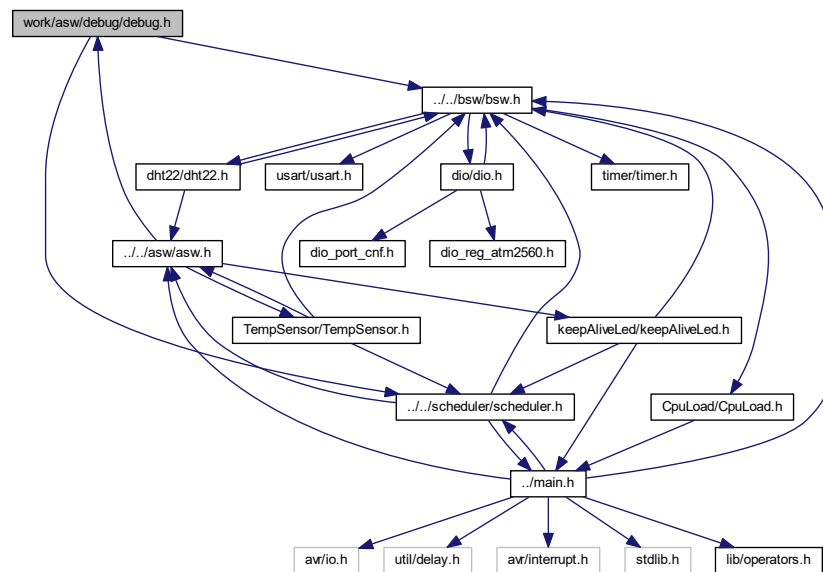 work/asw/debug/debug.h
../../bsw/bsw.h
dht22/dht22.h
usart/usart.h
dio/dio.h
timer/timer.h
../../asw/asw.h
dio_port_cnf.h
dio_reg_atm2560.h
TempSensor/TempSensor.h
keepAliveLed/keepAliveLed.h
../../scheduler/scheduler.h
CpuLoad/CpuLoad.h
../main.h
avr/io.h
util/delay.h
avr/interrupt.h
stdlib.h
lib/operators.h